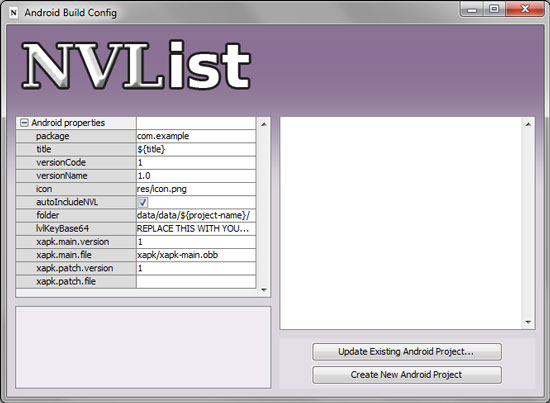 N Android Build Config
NVList
Android properties
package com.example
title ${title}
versionCode 1
versionName 1.0
icon res/icon.png
autoIncludeNVL
folder data/data/${project-name}/
lvlKeyBase64 REPLACE THIS WITH YOU...
xapk.main.version 1
xapk.main.file xapk/xapk-main.obb
xapk.patch.version 1
xapk.patch.file
Update Existing Android Project...
Create New Android Project